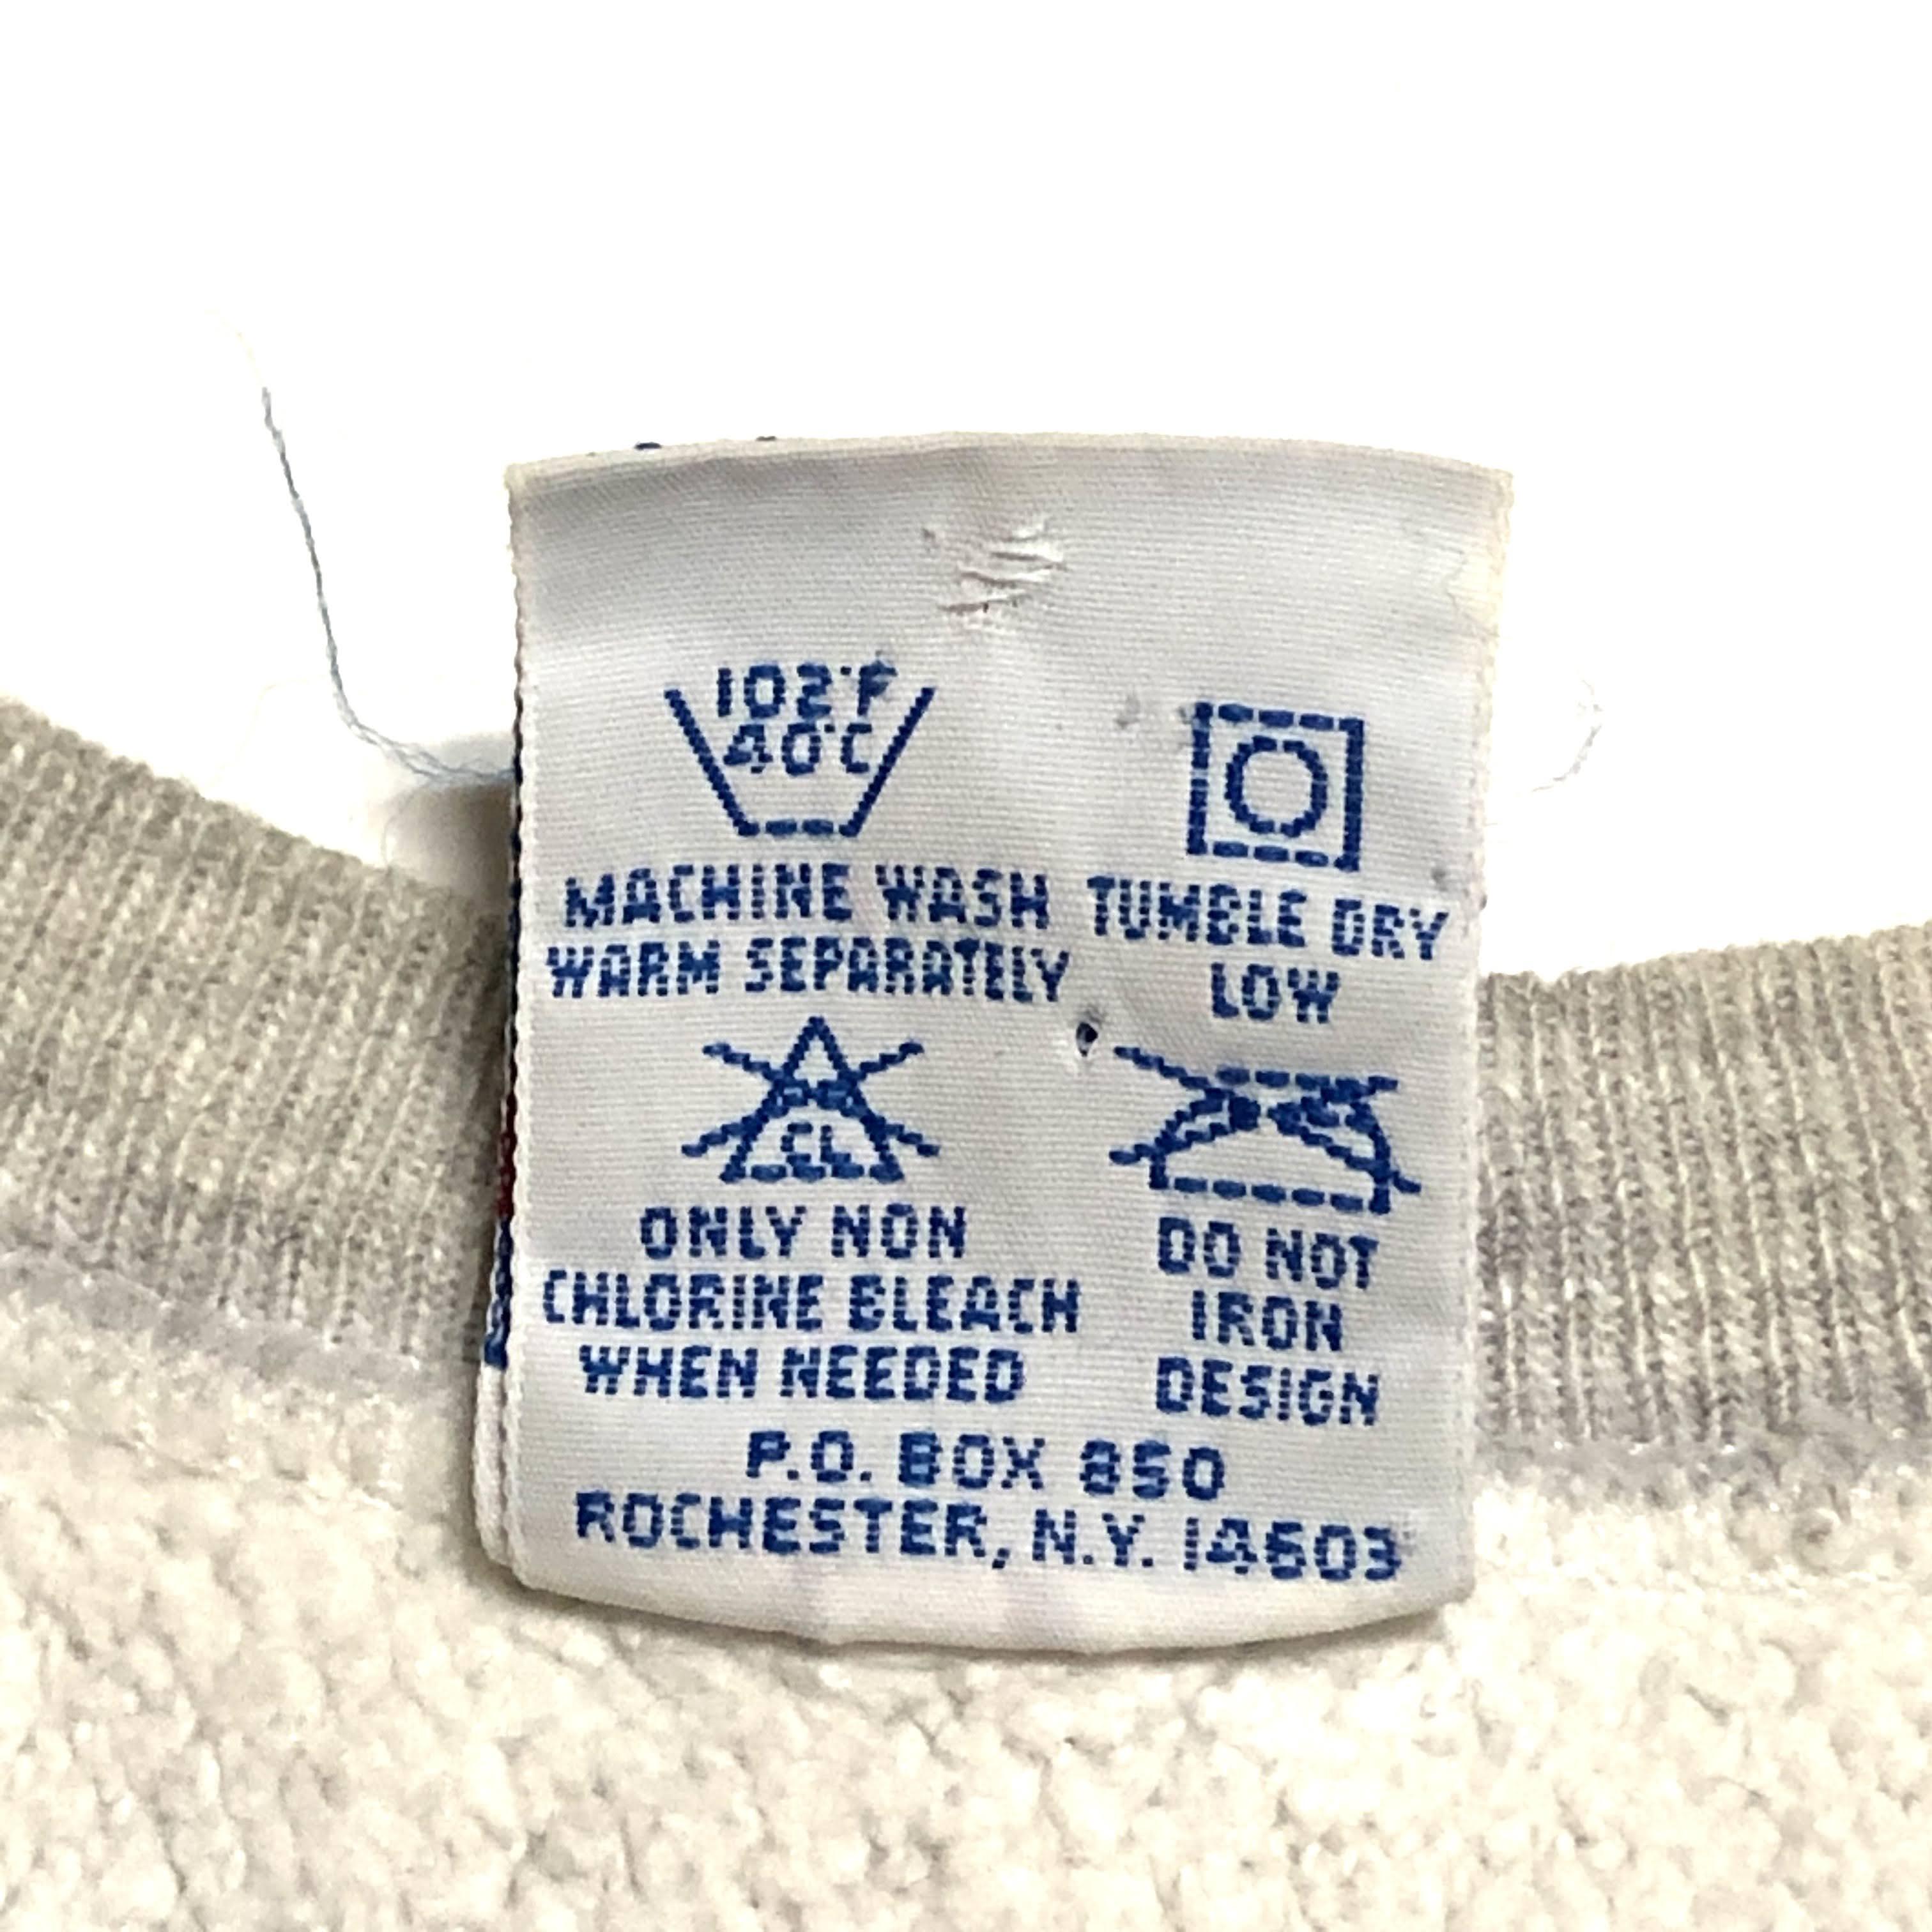 102°F
40°C
MACHINE WASH
WARM SEPARATELY
TUMBLE DRY
LOW
CL
ONLY NON
CHLORINE BLEACH
WHEN NEEDED
DO NOT
IRON
DESIGN
P.O. BOX 850
ROCHESTER, N.Y. 14603